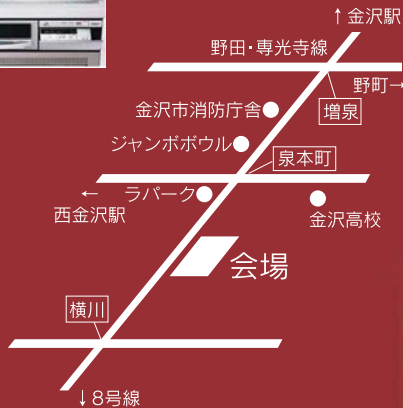 ↑金沢駅
野田・専光寺線
野町→
増泉
金沢市消防庁舎
ジャンボボウル
泉本町
←
西金沢駅
ラパーク
金沢高校
会場
横川
↓8号線